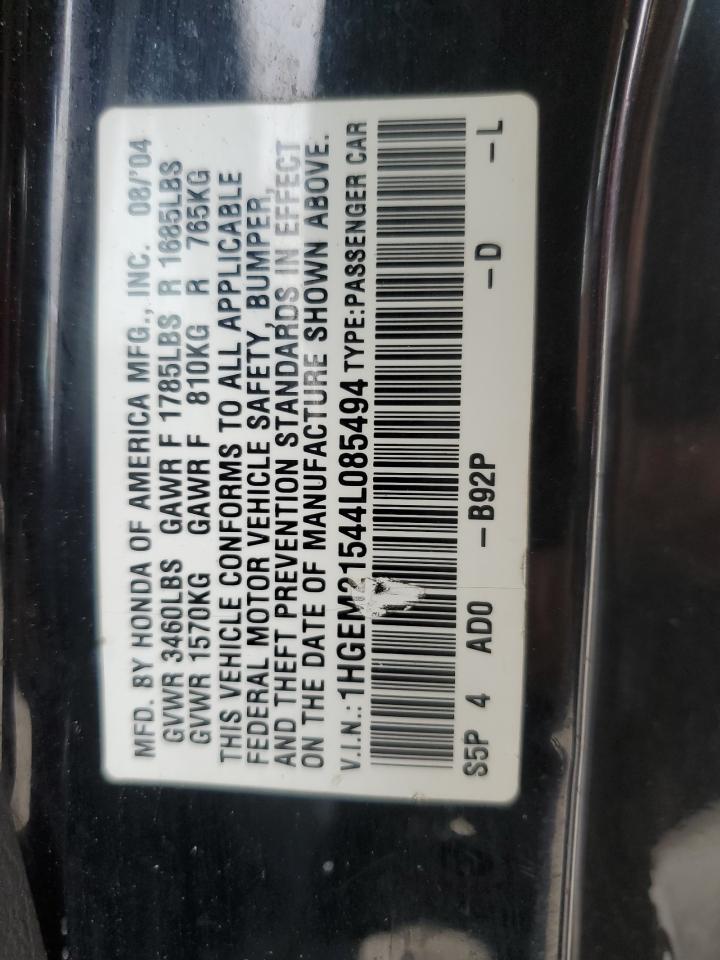 MFD. BY HONDA OF AMERICA MFG., INC. 08/'04
GVWR 3460LBS GAWR F 1785LBS R 1685LBS
GVWR 1570KG GAWR F 810KG R 765KG
THIS VEHICLE CONFORMS TO ALL APPLICABLE
FEDERAL MOTOR VEHICLE SAFETY, BUMPER,
AND THEFT PREVENTION STANDARDS IN EFFECT
ON THE DATE OF MANUFACTURE SHOWN ABOVE.
V.I.N.: 1HGEM21544L085494 TYPE:PASSENGER CAR
S5P 4 AD0 -B92P -D -L